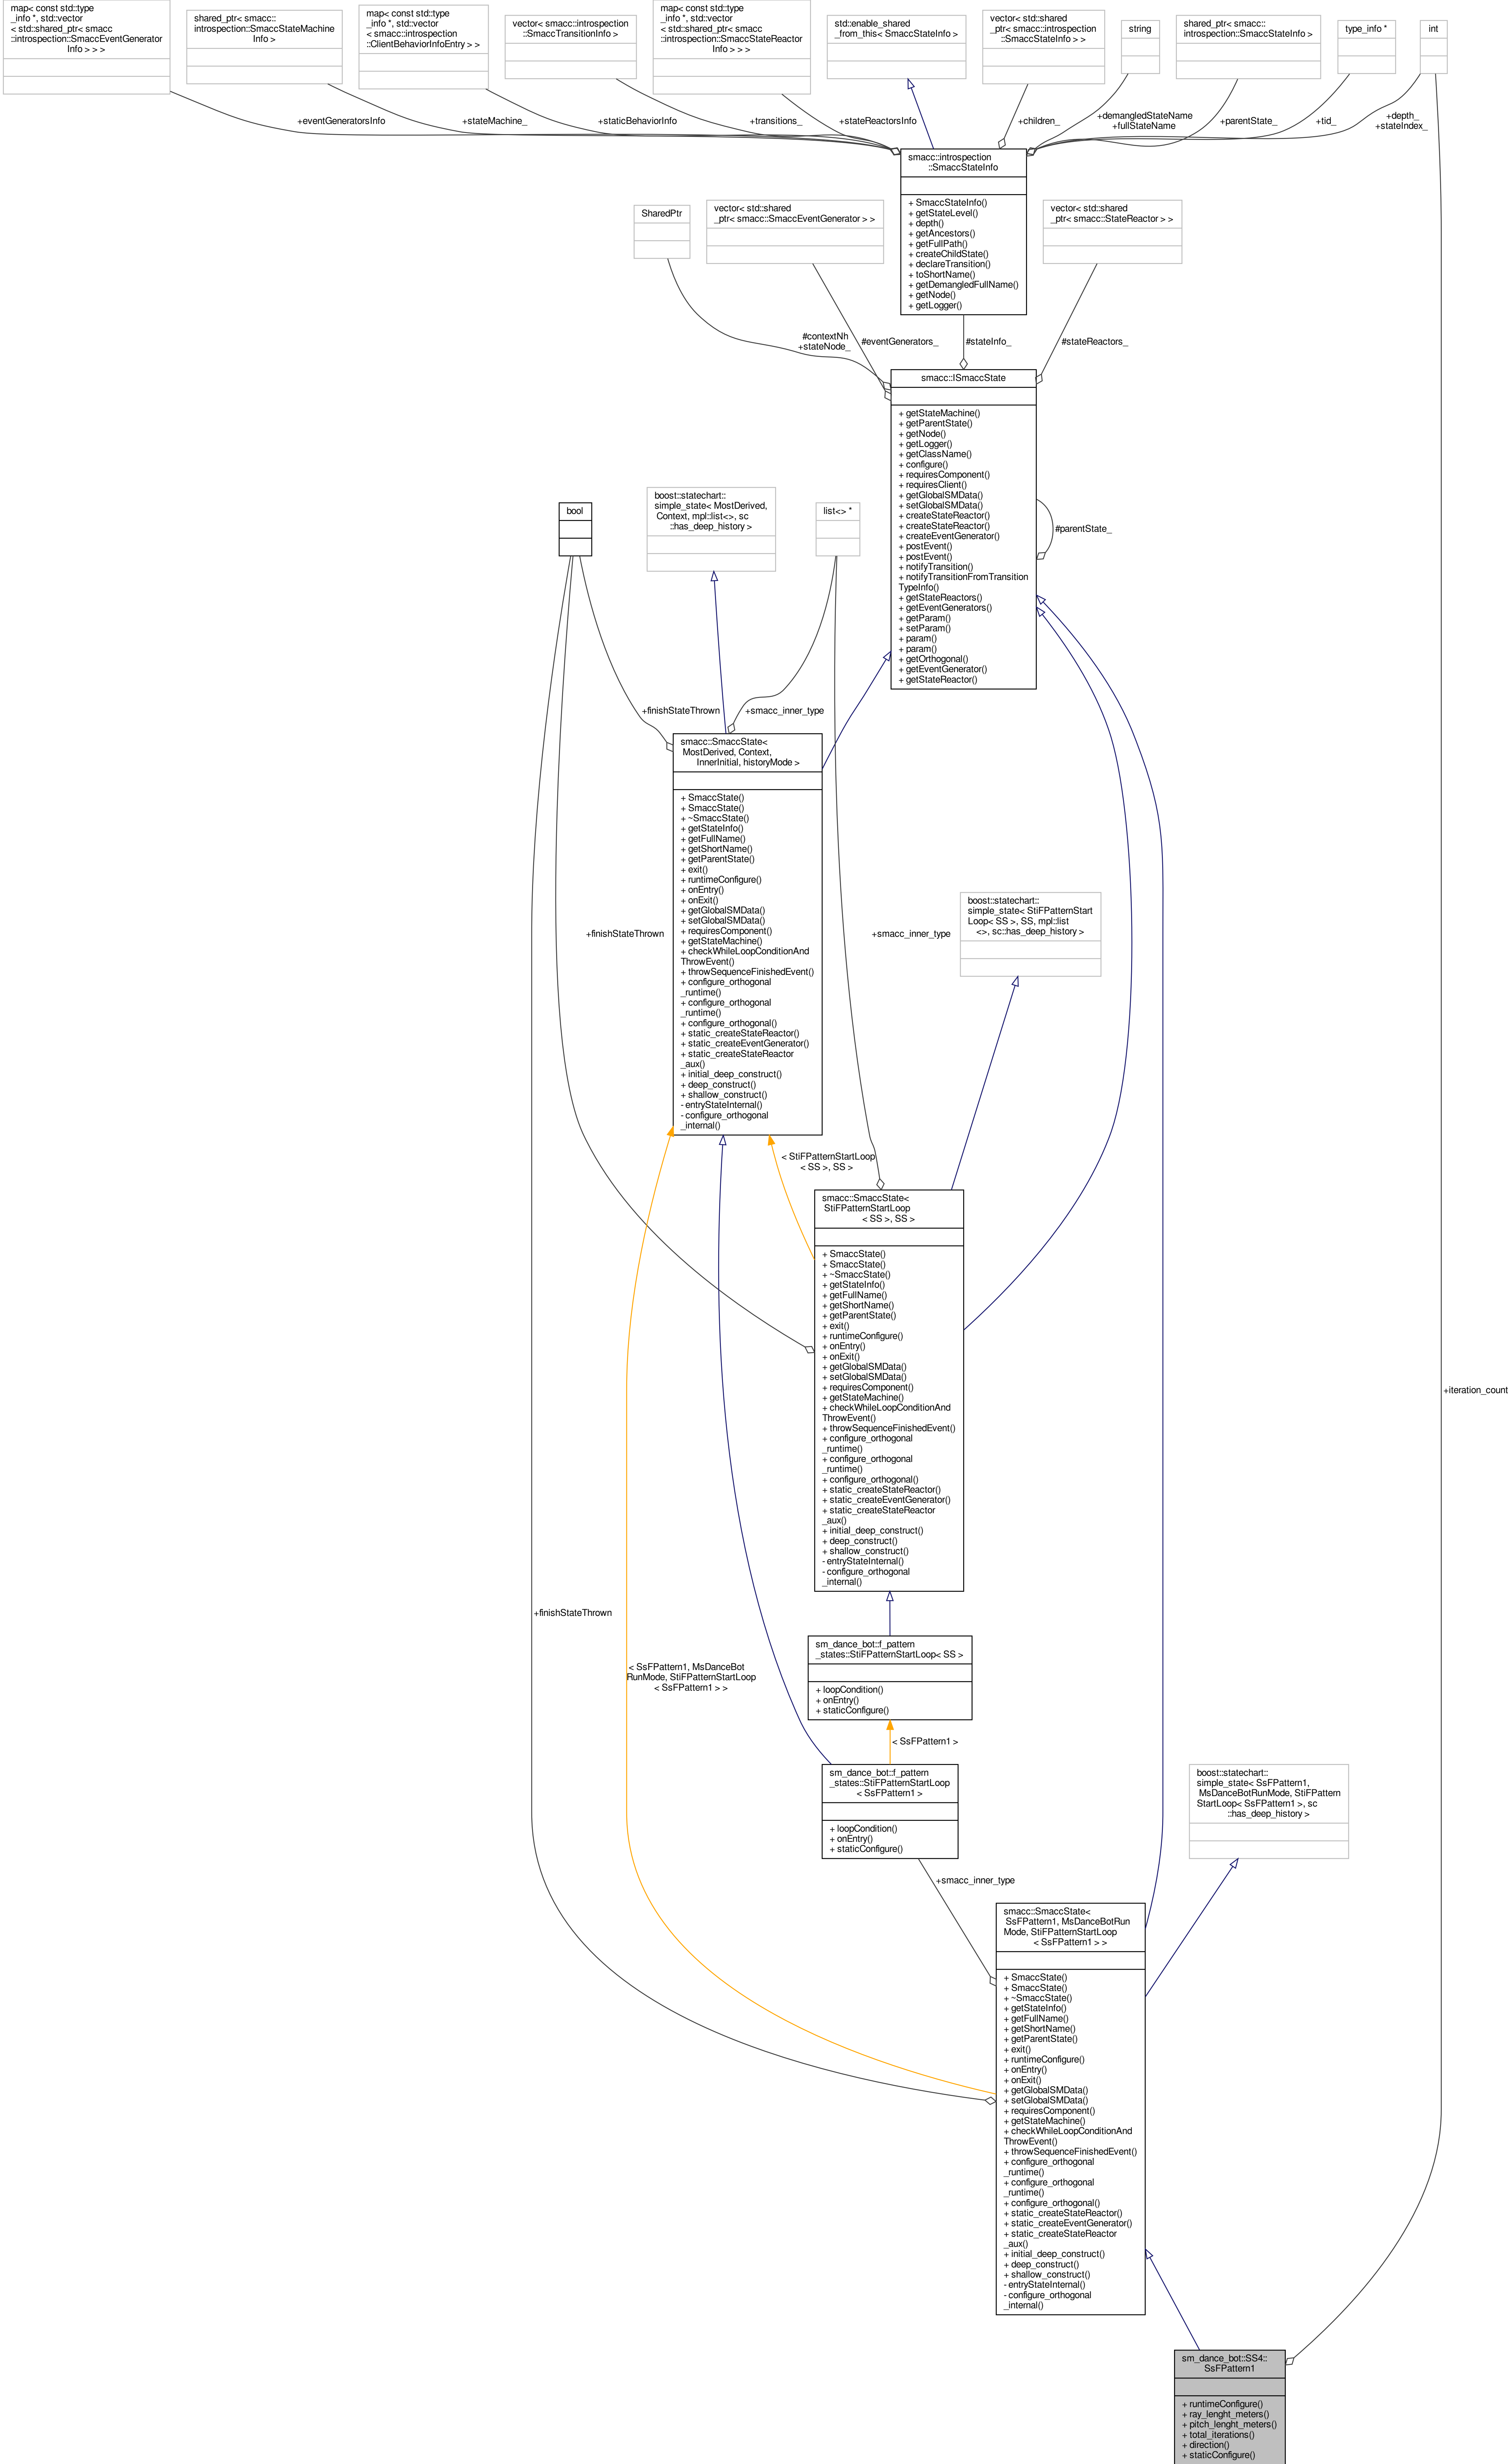 map< const std::type
_info *, std::vector
< std::shared_ptr< smacc
::introspection::SmaccEventGenerator
Info > > >
shared_ptr< smacc::
introspection::SmaccStateMachine
Info >
map< const std::type
_info *, std::vector
< smacc::introspection
::ClientBehaviorInfoEntry > >
vector< smacc::introspection
::SmaccTransitionInfo >
map< const std::type
_info *, std::vector
< std::shared_ptr< smacc
::introspection::SmaccStateReactor
Info > > >
std::enable_shared
_from_this< SmaccStateInfo >
vector< std::shared
_ptr< smacc::introspection
::SmaccStateInfo > >
string
shared_ptr< smacc::
introspection::SmaccStateInfo >
type_info *
int
+eventGeneratorsInfo
+stateMachine_
+staticBehaviorInfo
+transitions_
+stateReactorsInfo
+children_
+demangledStateName
+fullStateName
+parentState_
+tid_
+depth_
+stateIndex_
smacc::introspection
::SmaccStateInfo
+ SmaccStateInfo()
+ getStateLevel()
+ depth()
+ getAncestors()
+ getFullPath()
+ createChildState()
+ declareTransition()
+ toShortName()
+ getDemangledFullName()
+ getNode()
+ getLogger()
SharedPtr
vector< std::shared
_ptr< smacc::SmaccEventGenerator > >
vector< std::shared
_ptr< smacc::StateReactor > >
#contextNh
+stateNode_
#eventGenerators_
#stateInfo_
#stateReactors_
smacc::ISmaccState
+ getStateMachine()
+ getParentState()
+ getNode()
+ getLogger()
+ getClassName()
+ configure()
+ requiresComponent()
+ requiresClient()
+ getGlobalSMData()
+ setGlobalSMData()
+ createStateReactor()
+ createStateReactor()
+ createEventGenerator()
+ postEvent()
+ postEvent()
+ notifyTransition()
+ notifyTransitionFromTransition
TypeInfo()
+ getStateReactors()
+ getEventGenerators()
+ getParam()
+ setParam()
+ param()
+ param()
+ getOrthogonal()
+ getEventGenerator()
+ getStateReactor()
#parentState_
bool
boost::statechart::
simple_state< MostDerived,
Context, mpl::list<>, sc
::has_deep_history >
list<> *
+finishStateThrown
+smacc_inner_type
smacc::SmaccState<
MostDerived, Context,
InnerInitial, historyMode >
+ SmaccState()
+ SmaccState()
+ ~SmaccState()
+ getStateInfo()
+ getFullName()
+ getShortName()
+ getParentState()
+ exit()
+ runtimeConfigure()
+ onEntry()
+ onExit()
+ getGlobalSMData()
+ setGlobalSMData()
+ requiresComponent()
+ getStateMachine()
+ checkWhileLoopConditionAnd
ThrowEvent()
+ throwSequenceFinishedEvent()
+ configure_orthogonal
_runtime()
+ configure_orthogonal
_runtime()
+ configure_orthogonal()
+ static_createStateReactor()
+ static_createEventGenerator()
+ static_createStateReactor
_aux()
+ initial_deep_construct()
+ deep_construct()
+ shallow_construct()
- entryStateInternal()
- configure_orthogonal
_internal()
+finishStateThrown
+smacc_inner_type
boost::statechart::
simple_state< StiFPatternStart
Loop< SS >, SS, mpl::list
<>, sc::has_deep_history >
< StiFPatternStartLoop
< SS >, SS >
smacc::SmaccState<
StiFPatternStartLoop
< SS >, SS >
+ SmaccState()
+ SmaccState()
+ ~SmaccState()
+ getStateInfo()
+ getFullName()
+ getShortName()
+ getParentState()
+ exit()
+ runtimeConfigure()
+ onEntry()
+ onExit()
+ getGlobalSMData()
+ setGlobalSMData()
+ requiresComponent()
+ getStateMachine()
+ checkWhileLoopConditionAnd
ThrowEvent()
+ throwSequenceFinishedEvent()
+ configure_orthogonal
_runtime()
+ configure_orthogonal
_runtime()
+ configure_orthogonal()
+ static_createStateReactor()
+ static_createEventGenerator()
+ static_createStateReactor
_aux()
+ initial_deep_construct()
+ deep_construct()
+ shallow_construct()
- entryStateInternal()
- configure_orthogonal
_internal()
+iteration_count
+finishStateThrown
sm_dance_bot::f_pattern
_states::StiFPatternStartLoop< SS >
+ loopCondition()
+ onEntry()
+ staticConfigure()
< SsFPattern1, MsDanceBot
RunMode, StiFPatternStartLoop
< SsFPattern1 > >
< SsFPattern1 >
sm_dance_bot::f_pattern
_states::StiFPatternStartLoop
< SsFPattern1 >
+ loopCondition()
+ onEntry()
+ staticConfigure()
boost::statechart::
simple_state< SsFPattern1,
MsDanceBotRunMode, StiFPattern
StartLoop< SsFPattern1 >, sc
::has_deep_history >
+smacc_inner_type
smacc::SmaccState<
SsFPattern1, MsDanceBotRun
Mode, StiFPatternStartLoop
< SsFPattern1 > >
+ SmaccState()
+ SmaccState()
+ ~SmaccState()
+ getStateInfo()
+ getFullName()
+ getShortName()
+ getParentState()
+ exit()
+ runtimeConfigure()
+ onEntry()
+ onExit()
+ getGlobalSMData()
+ setGlobalSMData()
+ requiresComponent()
+ getStateMachine()
+ checkWhileLoopConditionAnd
ThrowEvent()
+ throwSequenceFinishedEvent()
+ configure_orthogonal
_runtime()
+ configure_orthogonal
_runtime()
+ configure_orthogonal()
+ static_createStateReactor()
+ static_createEventGenerator()
+ static_createStateReactor
_aux()
+ initial_deep_construct()
+ deep_construct()
+ shallow_construct()
- entryStateInternal()
- configure_orthogonal
_internal()
sm_dance_bot::SS4::
SsFPattern1
+ runtimeConfigure()
+ ray_lenght_meters()
+ pitch_lenght_meters()
+ total_iterations()
+ direction()
+ staticConfigure()